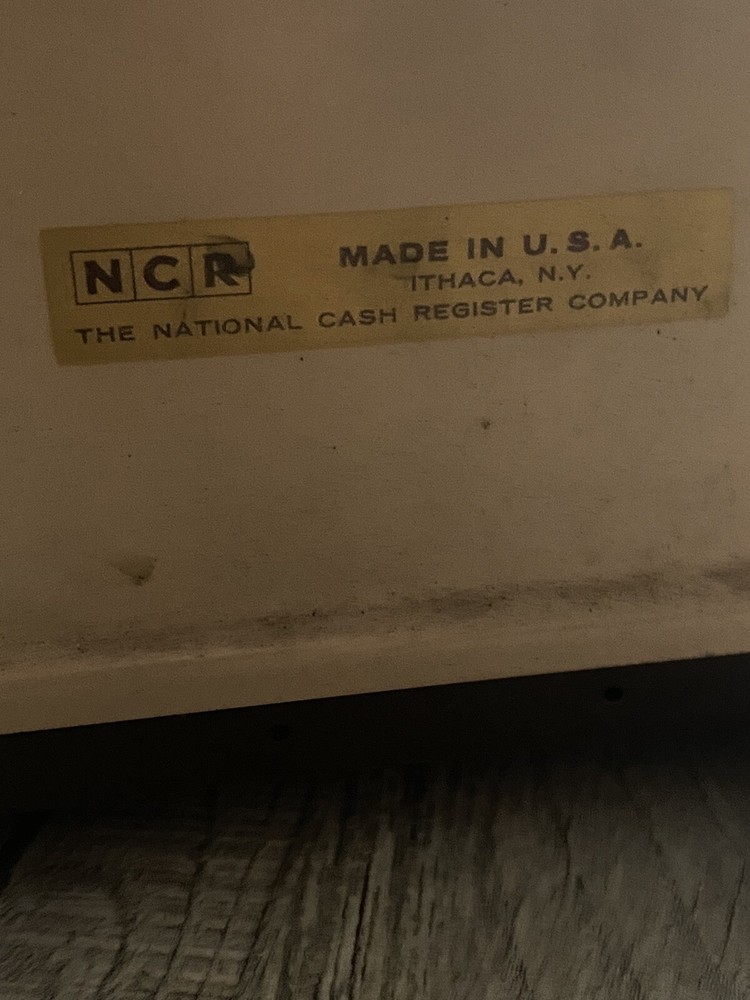 NCR
MADE IN U.S.A.
ITHACA, N.Y.
THE NATIONAL CASH REGISTER COMPANY